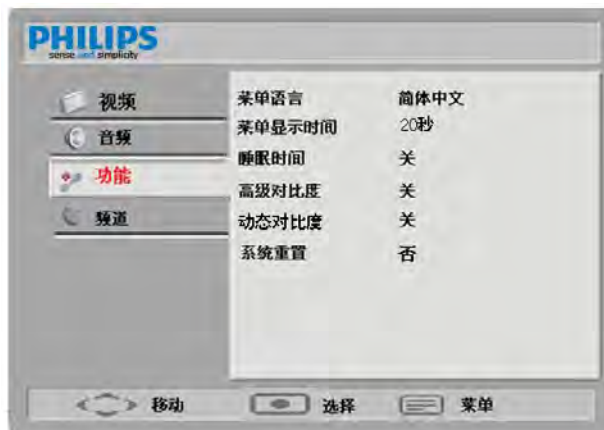 PHILIPS
sense and simplicity
视频
音频
功能
频道
菜单语言 简体中文
菜单显示时间 20秒
睡眠时间 关
高级对比度 关
动态对比度 关
系统重置 否
移动 选择 菜单